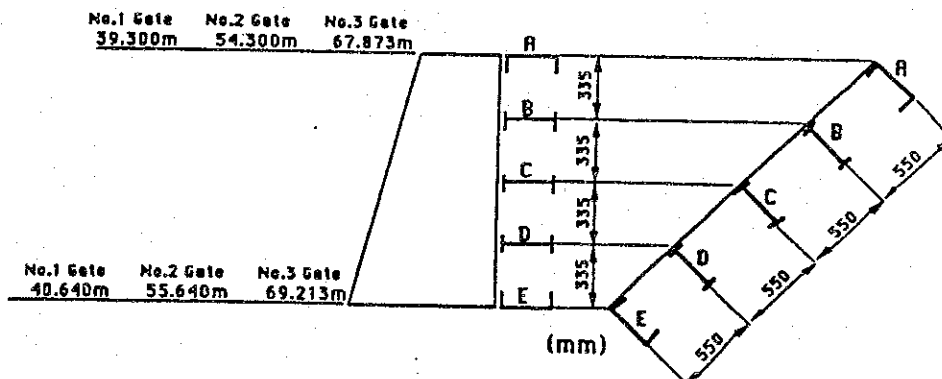 No.1 Gate No.2 Gate No.3 Gate
39.300m 54.300m 67.873m
A
335
A
B
335
B
550
C
335
C
550
D
335
D
550
No.1 Gate No.2 Gate No.3 Gate
40.640m 55.640m 69.213m
E
E
550
(mm)